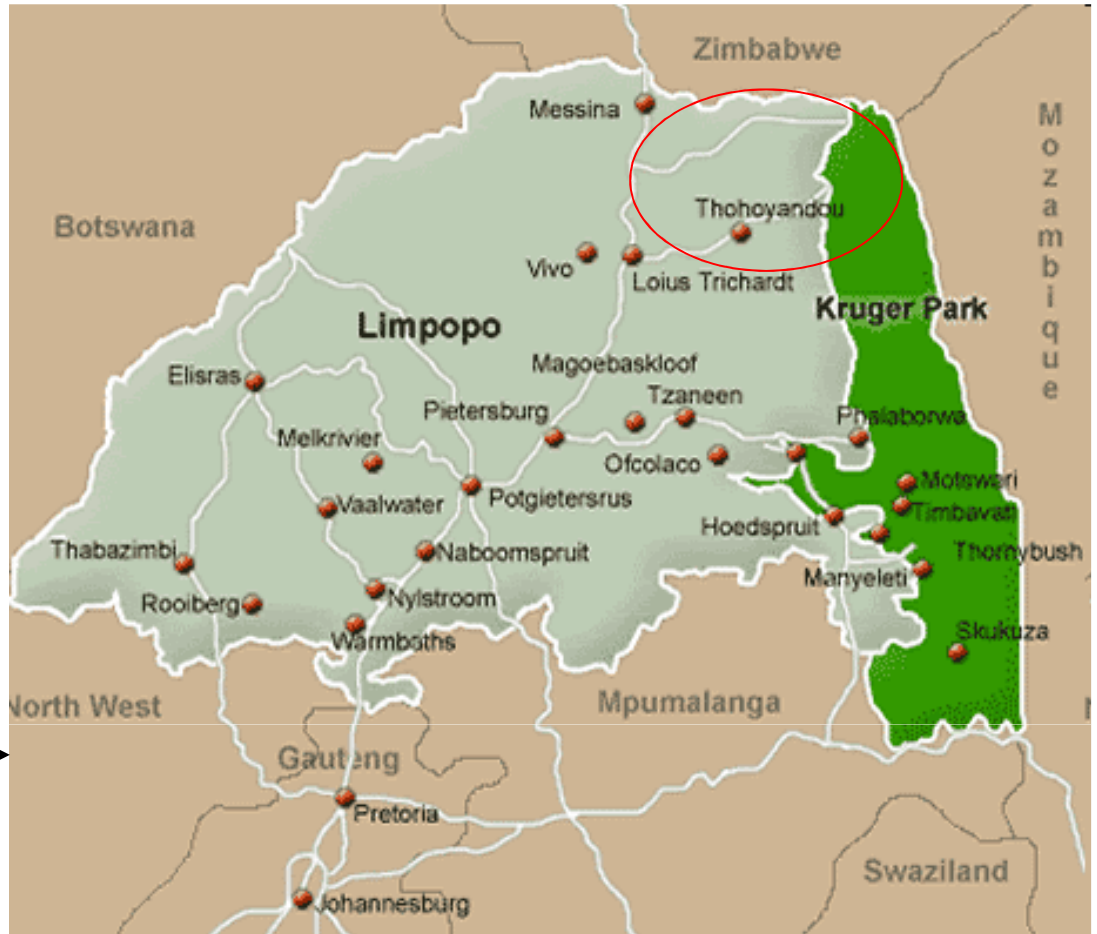 Zimbabwe
Messina
Mozambique
Botswana
Thohoyandou
Vivo
Loius Trichardt
Kruger Park
Limpopo
Magoebaskloof
Elisras
Tzaneen
Pietersburg
Phalaborwa
Melkrivier
Ofcolaco
Motswari
Potgietersrus
Vaalwater
Timbavati
Hoedspruit
Thabazimbi
Naboomspruit
Thornybush
Manyeleti
Rooiberg
Nylstroom
Skukuza
Warmbaths
North West
Mpumalanga
Gauteng
Pretoria
Swaziland
Johannesburg